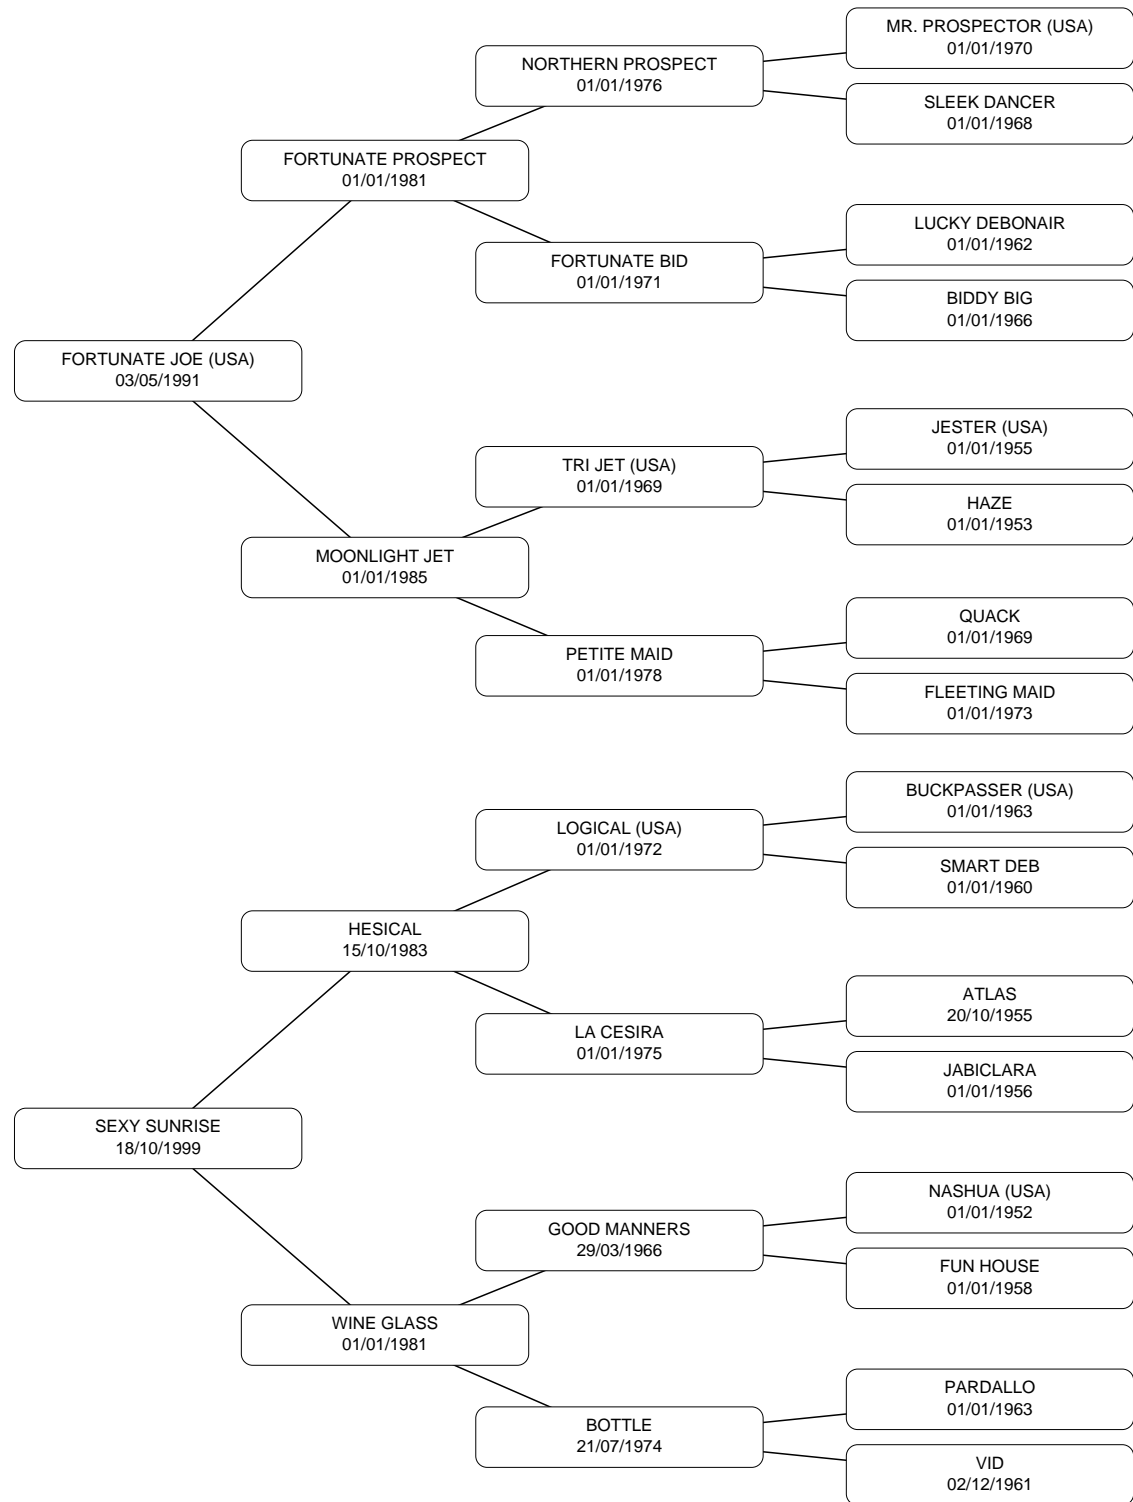 MR. PROSPECTOR (USA)
01/01/1970
NORTHERN PROSPECT
01/01/1976
SLEEK DANCER
01/01/1968
FORTUNATE PROSPECT
01/01/1981
LUCKY DEBONAIR
01/01/1962
FORTUNATE BID
01/01/1971
BIDDY BIG
01/01/1966
FORTUNATE JOE (USA)
03/05/1991
JESTER (USA)
01/01/1955
TRI JET (USA)
01/01/1969
HAZE
01/01/1953
MOONLIGHT JET
01/01/1985
QUACK
01/01/1969
PETITE MAID
01/01/1978
FLEETING MAID
01/01/1973
BUCKPASSER (USA)
01/01/1963
LOGICAL (USA)
01/01/1972
SMART DEB
01/01/1960
HESICAL
15/10/1983
ATLAS
20/10/1955
LA CESIRA
01/01/1975
JABICLARA
01/01/1956
SEXY SUNRISE
18/10/1999
NASHUA (USA)
01/01/1952
GOOD MANNERS
29/03/1966
FUN HOUSE
01/01/1958
WINE GLASS
01/01/1981
PARDALLO
01/01/1963
BOTTLE
21/07/1974
VID
02/12/1961